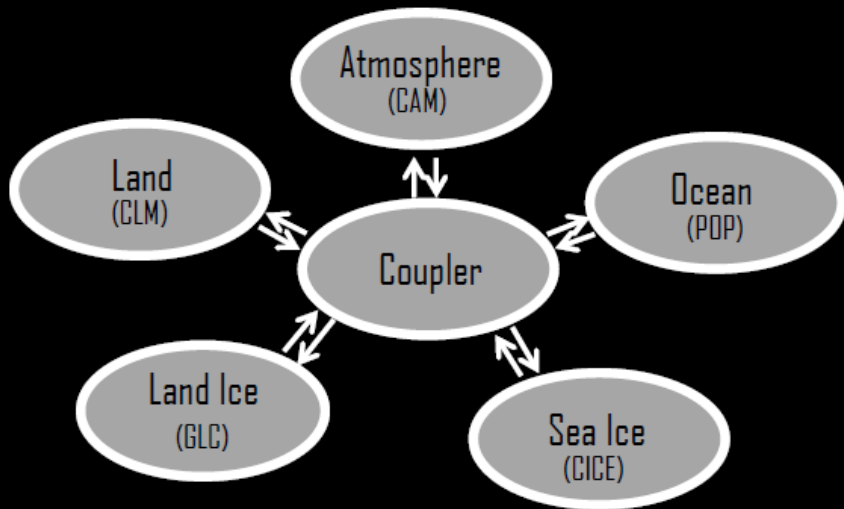 Atmosphere
(CAM)
Land
(CLM)
Ocean
(POP)
Coupler
Land Ice
(GLC)
Sea Ice
(CICE)